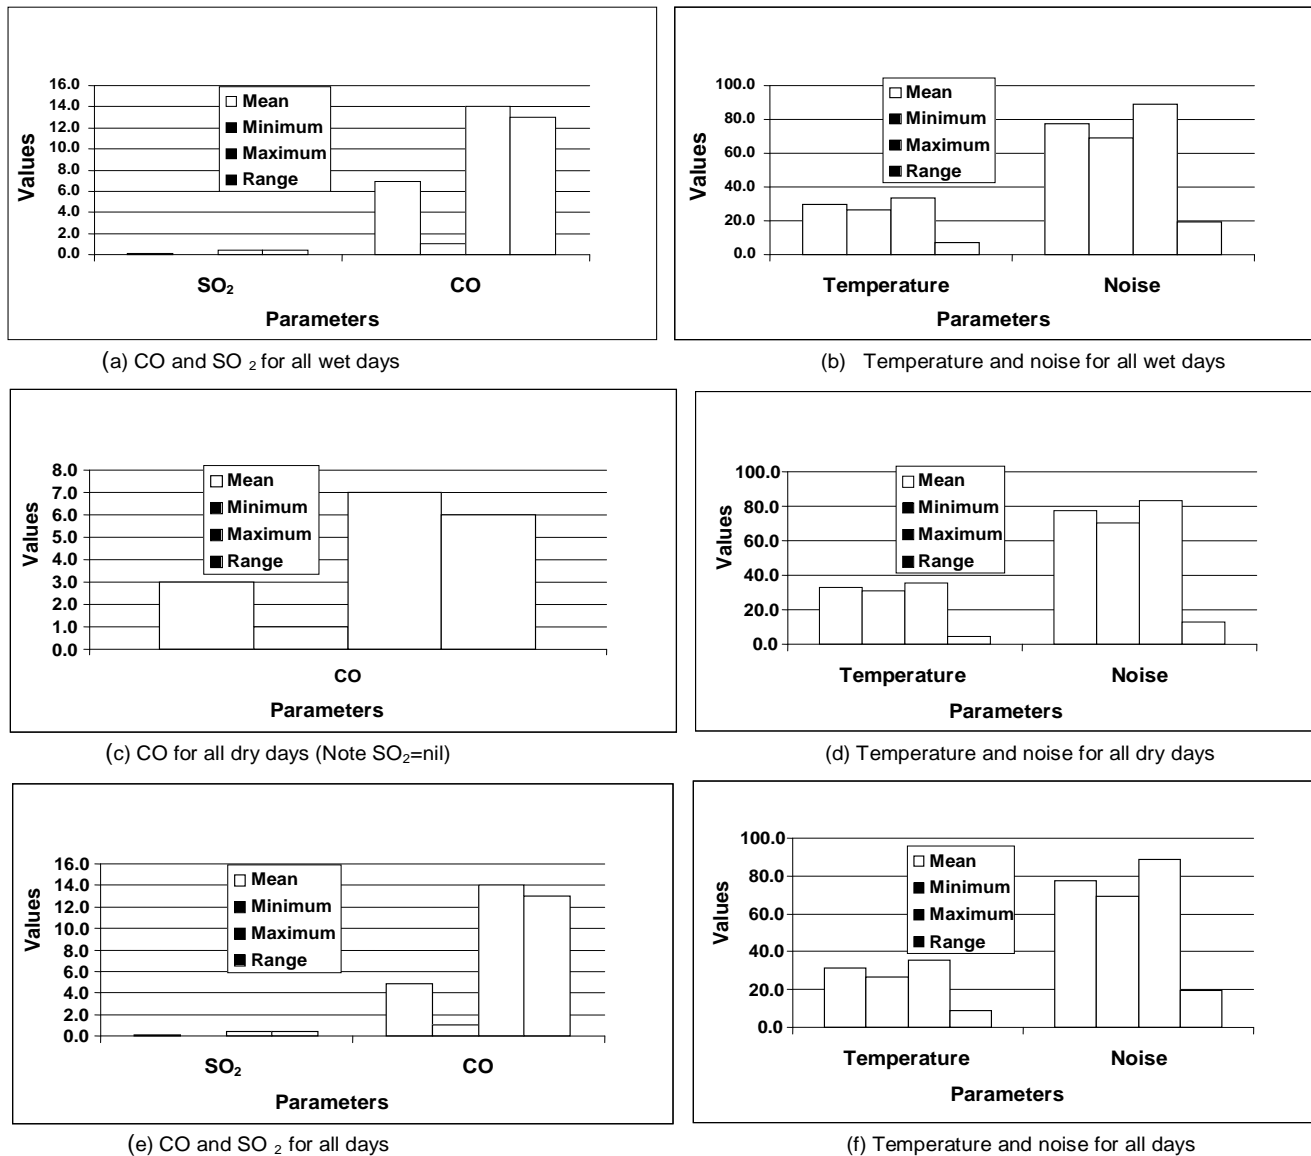 16.0
14.0
12.0
10.0
8.0
6.0
4.0
2.0
0.0
Values
Mean
Minimum
Maximum
Range
SO₂
CO
Parameters
(a) CO and SO ₂ for all wet days
100.0
80.0
60.0
40.0
20.0
0.0
Values
Mean
Minimum
Maximum
Range
Temperature
Noise
Parameters
(b) Temperature and noise for all wet days
8.0
7.0
6.0
5.0
4.0
3.0
2.0
1.0
0.0
Values
Mean
Minimum
Maximum
Range
CO
Parameters
(c) CO for all dry days (Note SO₂=nil)
100.0
80.0
60.0
40.0
20.0
0.0
Values
Mean
Minimum
Maximum
Range
Temperature
Noise
Parameters
(d) Temperature and noise for all dry days
16.0
14.0
12.0
10.0
8.0
6.0
4.0
2.0
0.0
Values
Mean
Minimum
Maximum
Range
SO₂
CO
Parameters
(e) CO and SO ₂ for all days
100.0
80.0
60.0
40.0
20.0
0.0
Values
Mean
Minimum
Maximum
Range
Temperature
Noise
Parameters
(f) Temperature and noise for all days